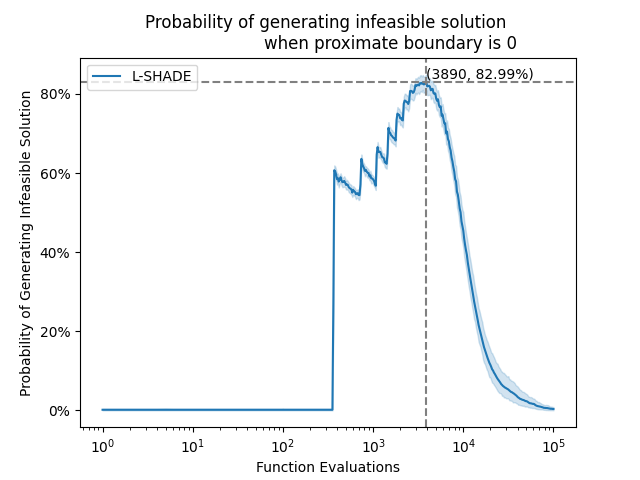 Probability of generating infeasible solution
when proximate boundary is 0
L-SHADE
(3890, 82.99%)
80%
60%
40%
20%
0%
Probability of Generating Infeasible Solution
10⁰ 10¹ 10² 10³ 10⁴ 10⁵
Function Evaluations